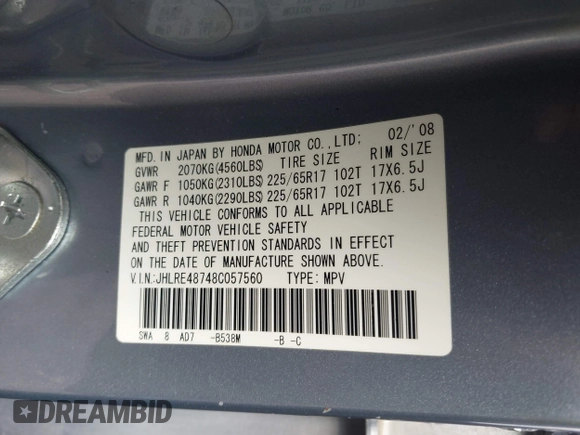 MFD. IN JAPAN BY HONDA MOTOR CO.,LTD; 02/'08
GVWR 2070KG(4560LBS) TIRE SIZE RIM SIZE
GAWR F 1050KG(2310LBS) 225/65R17 102T 17X6.5J
GAWR R 1040KG(2290LBS) 225/65R17 102T 17X6.5J
THIS VEHICLE CONFORMS TO ALL APPLICABLE
FEDERAL MOTOR VEHICLE SAFETY
AND THEFT PREVENTION STANDARDS IN EFFECT
ON THE DATE OF MANUFACTURE SHOWN ABOVE.
V.I.N:JHLRE48748C057560 TYPE: MPV
SWA 8 AD7 -B538M -B -C
DREAMBID